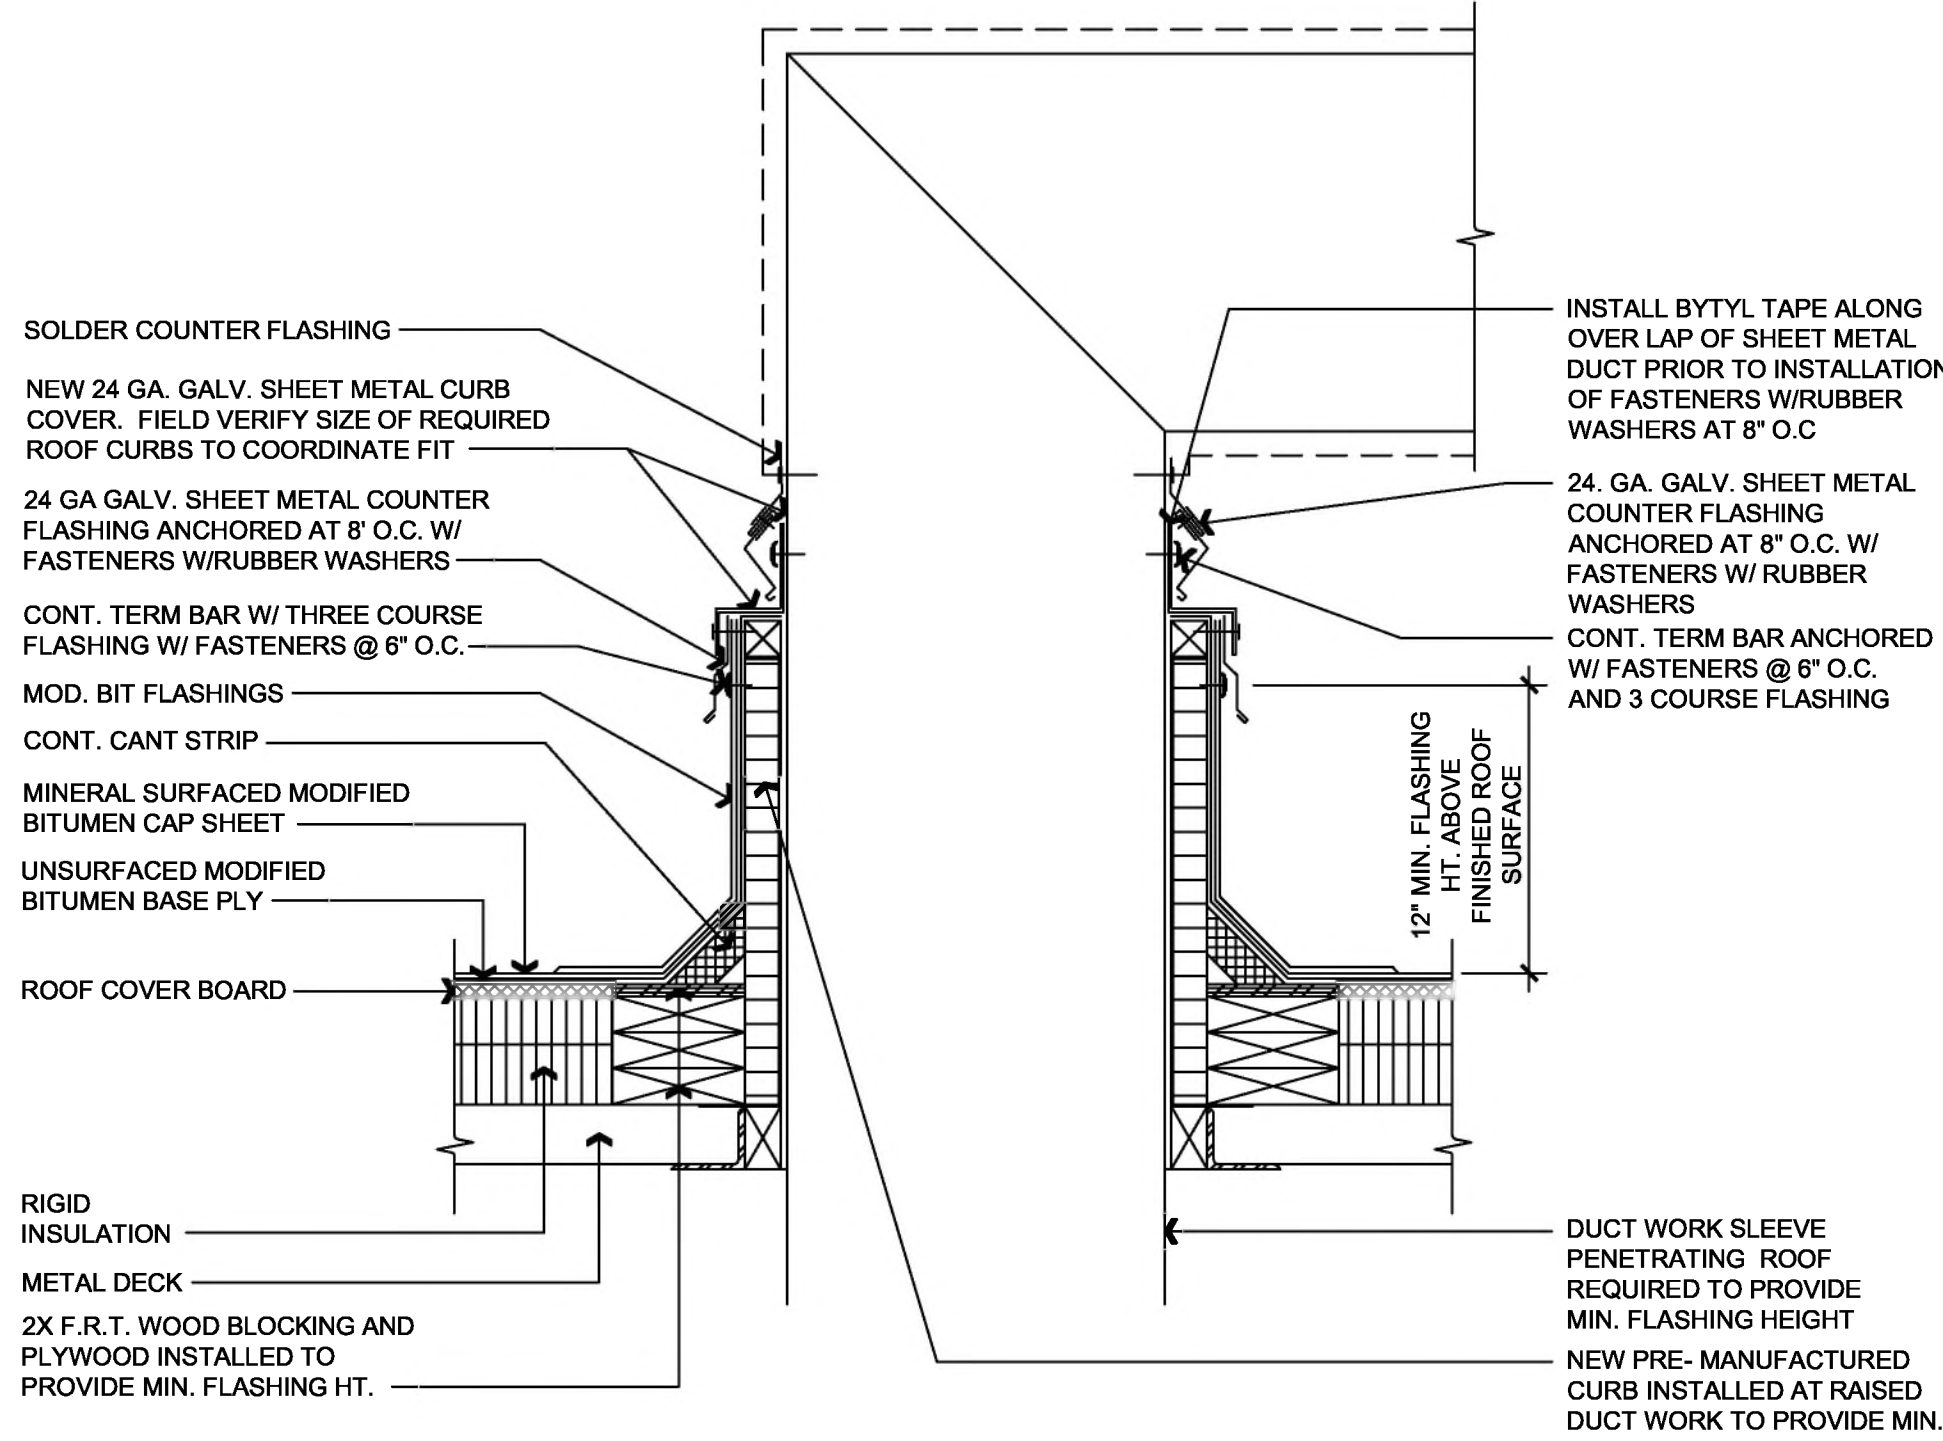 SOLDER COUNTER FLASHING
NEW 24 GA. GALV. SHEET METAL CURB
COVER. FIELD VERIFY SIZE OF REQUIRED
ROOF CURBS TO COORDINATE FIT
24 GA GALV. SHEET METAL COUNTER
FLASHING ANCHORED AT 8' O.C. W/
FASTENERS W/RUBBER WASHERS
CONT. TERM BAR W/ THREE COURSE
FLASHING W/ FASTENERS @ 6" O.C.
MOD. BIT FLASHINGS
CONT. CANT STRIP
MINERAL SURFACED MODIFIED
BITUMEN CAP SHEET
UNSURFACED MODIFIED
BITUMEN BASE PLY
ROOF COVER BOARD
RIGID
INSULATION
METAL DECK
2X F.R.T. WOOD BLOCKING AND
PLYWOOD INSTALLED TO
PROVIDE MIN. FLASHING HT.
INSTALL BYTYL TAPE ALONG
OVER LAP OF SHEET METAL
DUCT PRIOR TO INSTALLATION
OF FASTENERS W/RUBBER
WASHERS AT 8" O.C
24. GA. GALV. SHEET METAL
COUNTER FLASHING
ANCHORED AT 8" O.C. W/
FASTENERS W/ RUBBER
WASHERS
CONT. TERM BAR ANCHORED
W/ FASTENERS @ 6" O.C.
AND 3 COURSE FLASHING
12" MIN. FLASHING
HT. ABOVE
FINISHED ROOF
SURFACE
DUCT WORK SLEEVE
PENETRATING ROOF
REQUIRED TO PROVIDE
MIN. FLASHING HEIGHT
NEW PRE- MANUFACTURED
CURB INSTALLED AT RAISED
DUCT WORK TO PROVIDE MIN.